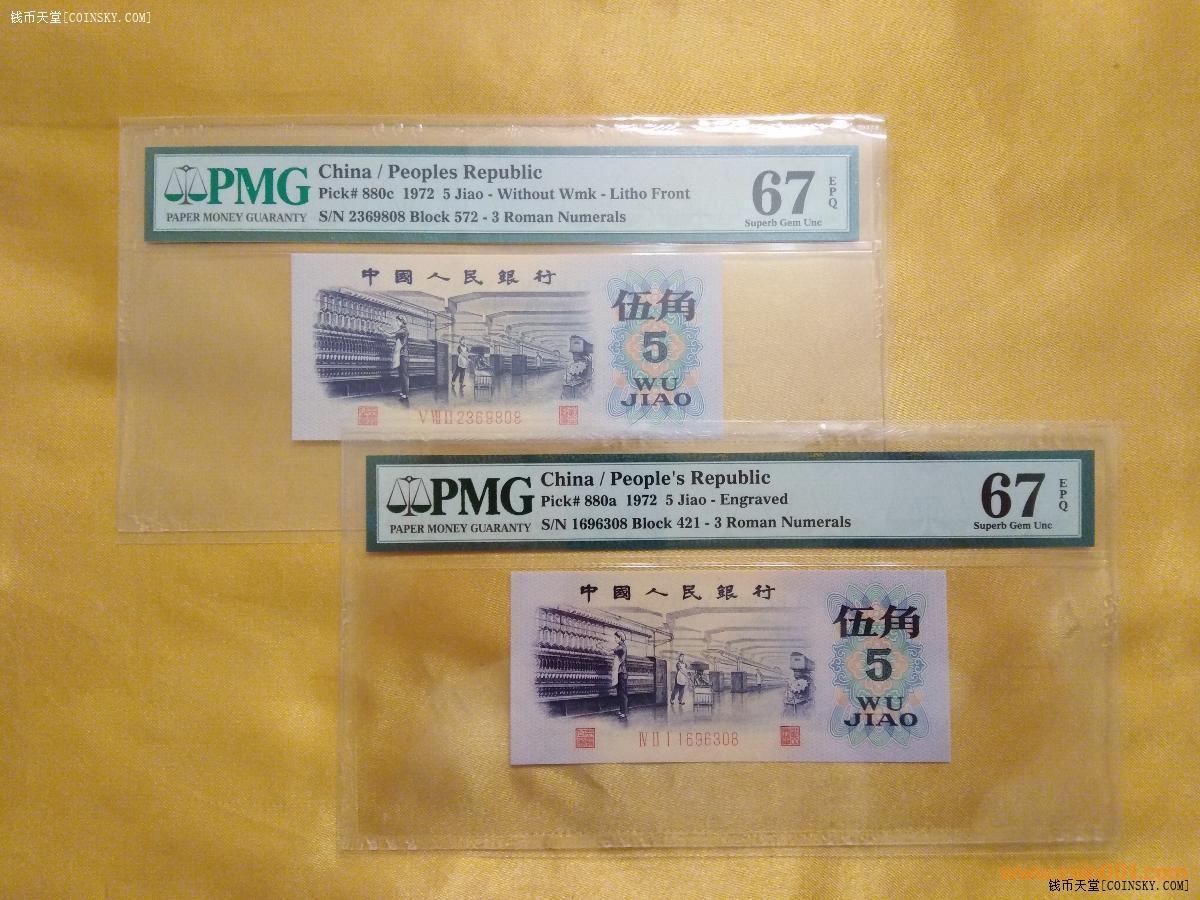 钱币天堂[COINSKY.COM]
PMG
PAPER MONEY GUARANTY
China / Peoples Republic
Pick# 880c 1972 5 Jiao - Without Wmk - Litho Front
S/N 2369808 Block 572 - 3 Roman Numerals
67
EPQ
Superb Gem Unc
中國人民銀行
伍角
5
WU
JIAO
V VII II 2369808
PMG
PAPER MONEY GUARANTY
China / People's Republic
Pick# 880a 1972 5 Jiao - Engraved
S/N 1696308 Block 421 - 3 Roman Numerals
67
EPQ
Superb Gem Unc
中國人民銀行
伍角
5
WU
JIAO
IV II I 1696308
钱币天堂[COINSKY.COM]